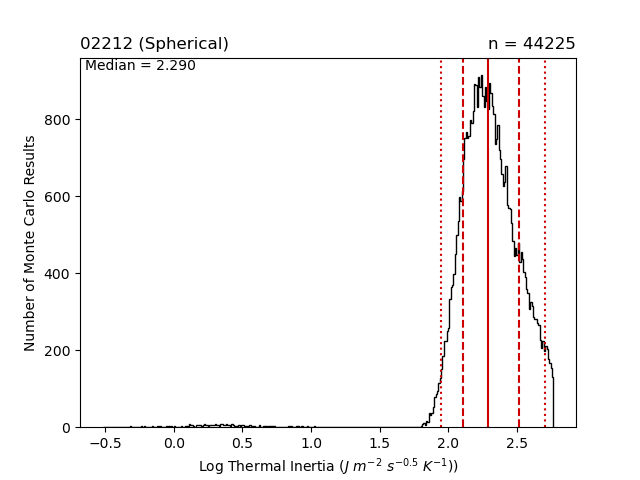 02212 (Spherical)
n = 44225
Median = 2.290
Number of Monte Carlo Results
800
600
400
200
0
−0.5 0.0 0.5 1.0 1.5 2.0 2.5
Log Thermal Inertia (J m⁻² s⁻⁰·⁵ K⁻¹))